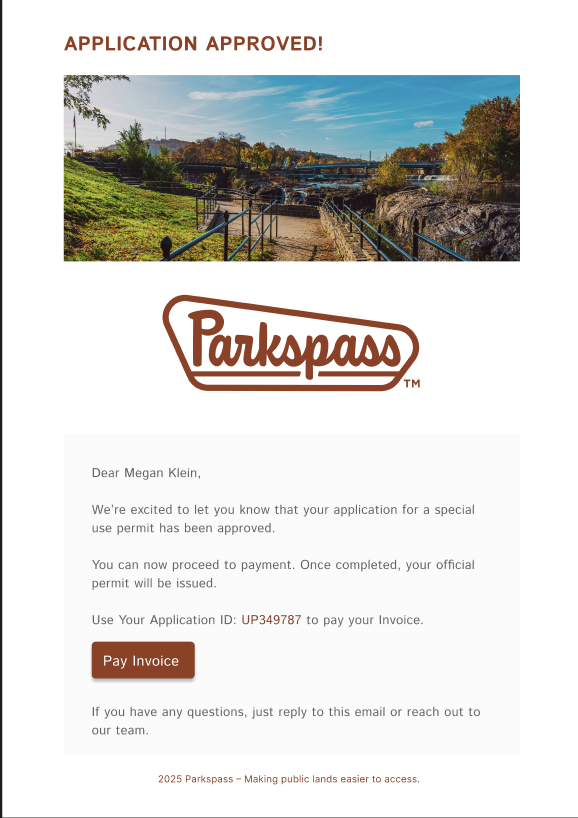 APPLICATION APPROVED!
Parkspass
TM
Dear Megan Klein,
We're excited to let you know that your application for a special
use permit has been approved.
You can now proceed to payment. Once completed, your official
permit will be issued.
Use Your Application ID: UP349787 to pay your Invoice.
Pay Invoice
If you have any questions, just reply to this email or reach out to
our team.
2025 Parkspass – Making public lands easier to access.